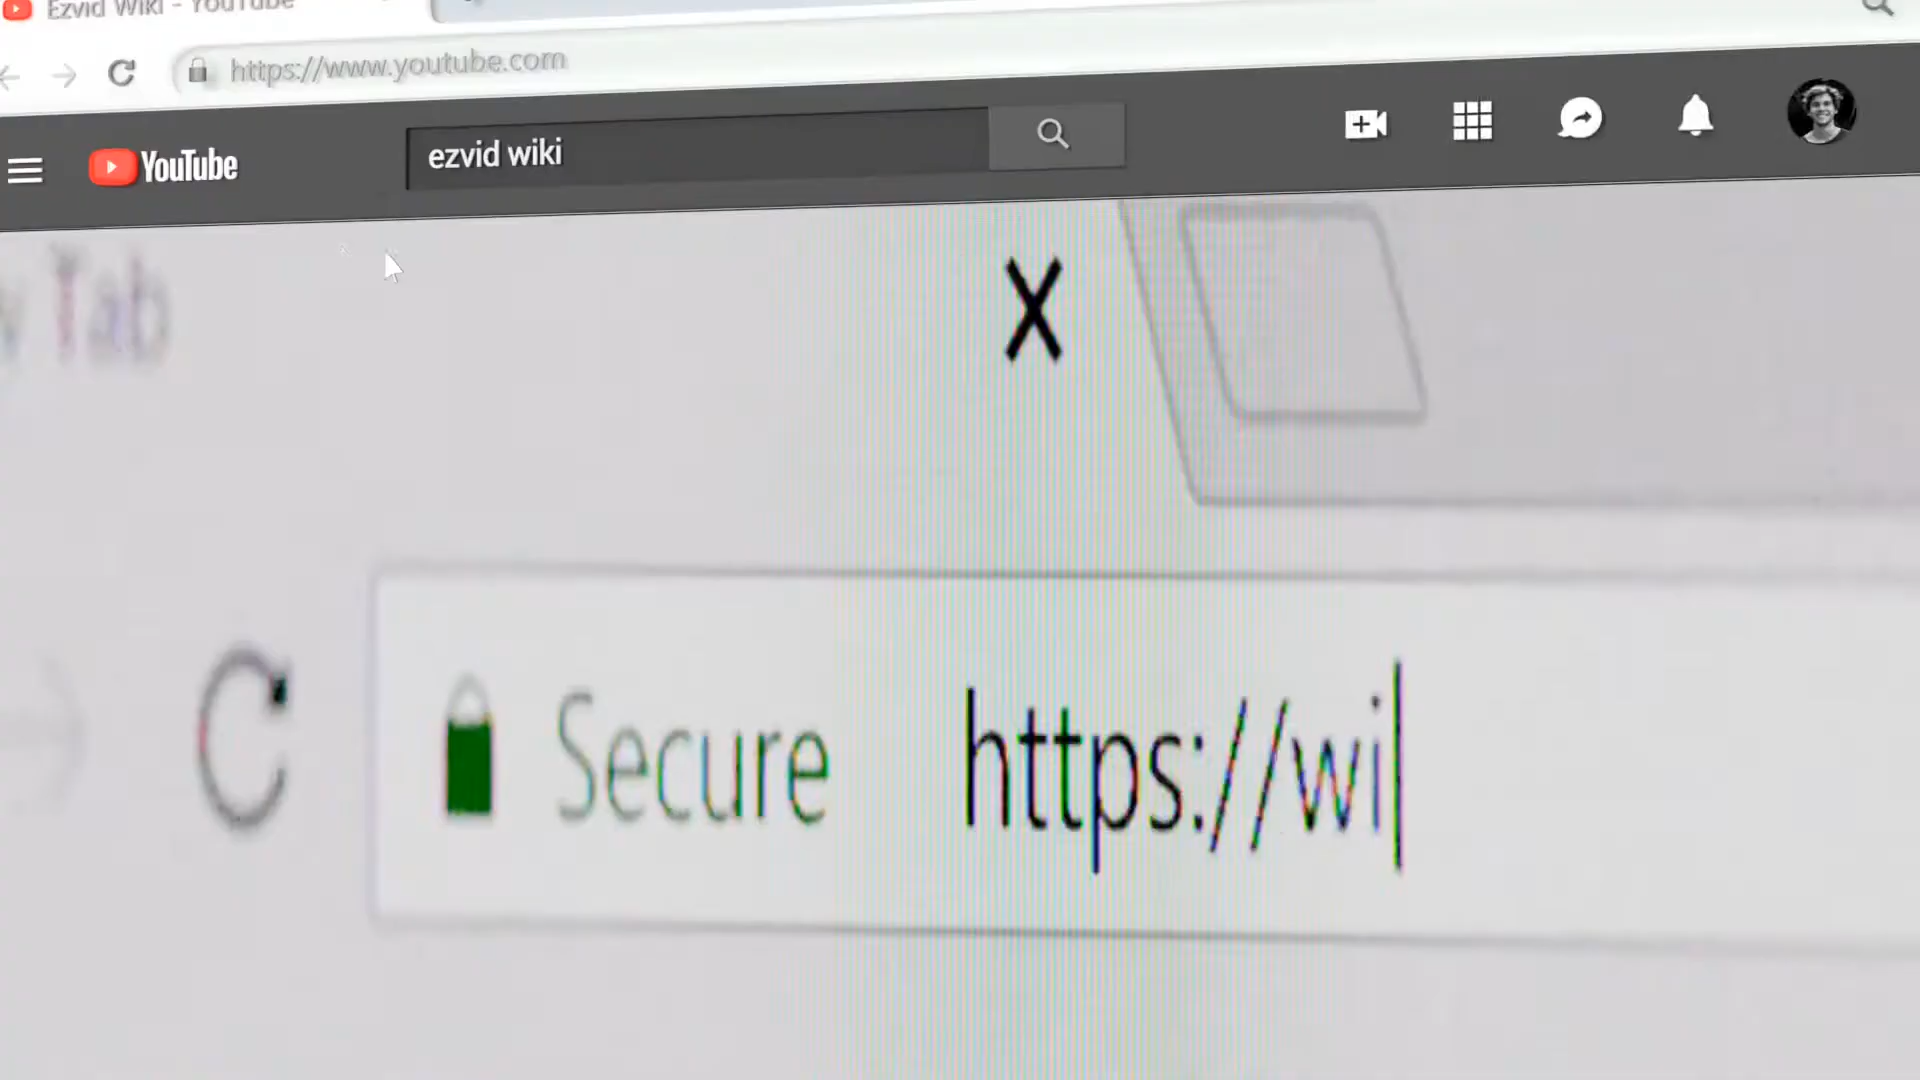 Ezvid Wiki - YouTube
https://www.youtube.com
YouTube
ezvid wiki
Tab
X
Secure https://wi